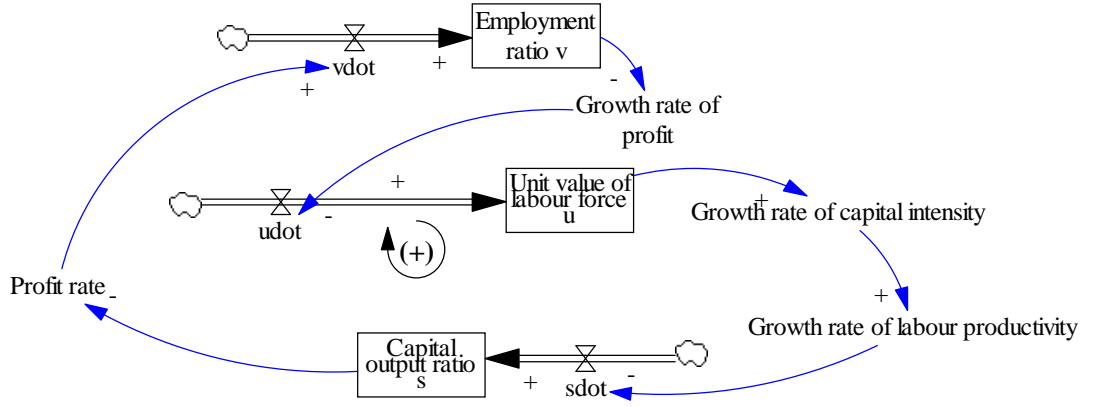 Employment
ratio v
+
vdot
+
-
Growth rate of
profit
+
Unit value of
labour force
u
+
Growth rate of capital intensity
-
udot
(+)
Profit rate
-
+
Growth rate of labour productivity
Capital
output ratio
s
+
sdot
-